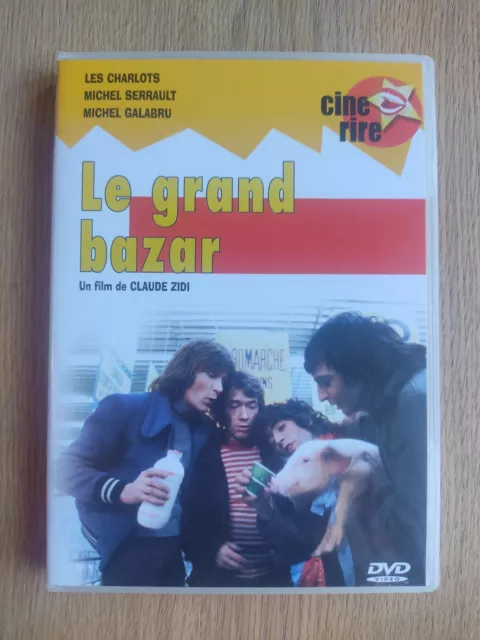 LES CHARLOTS
MICHEL SERRAULT
MICHEL GALABRU
cine
rire
Le grand
bazar
Un film de CLAUDE ZIDI
DVD
VIDEO